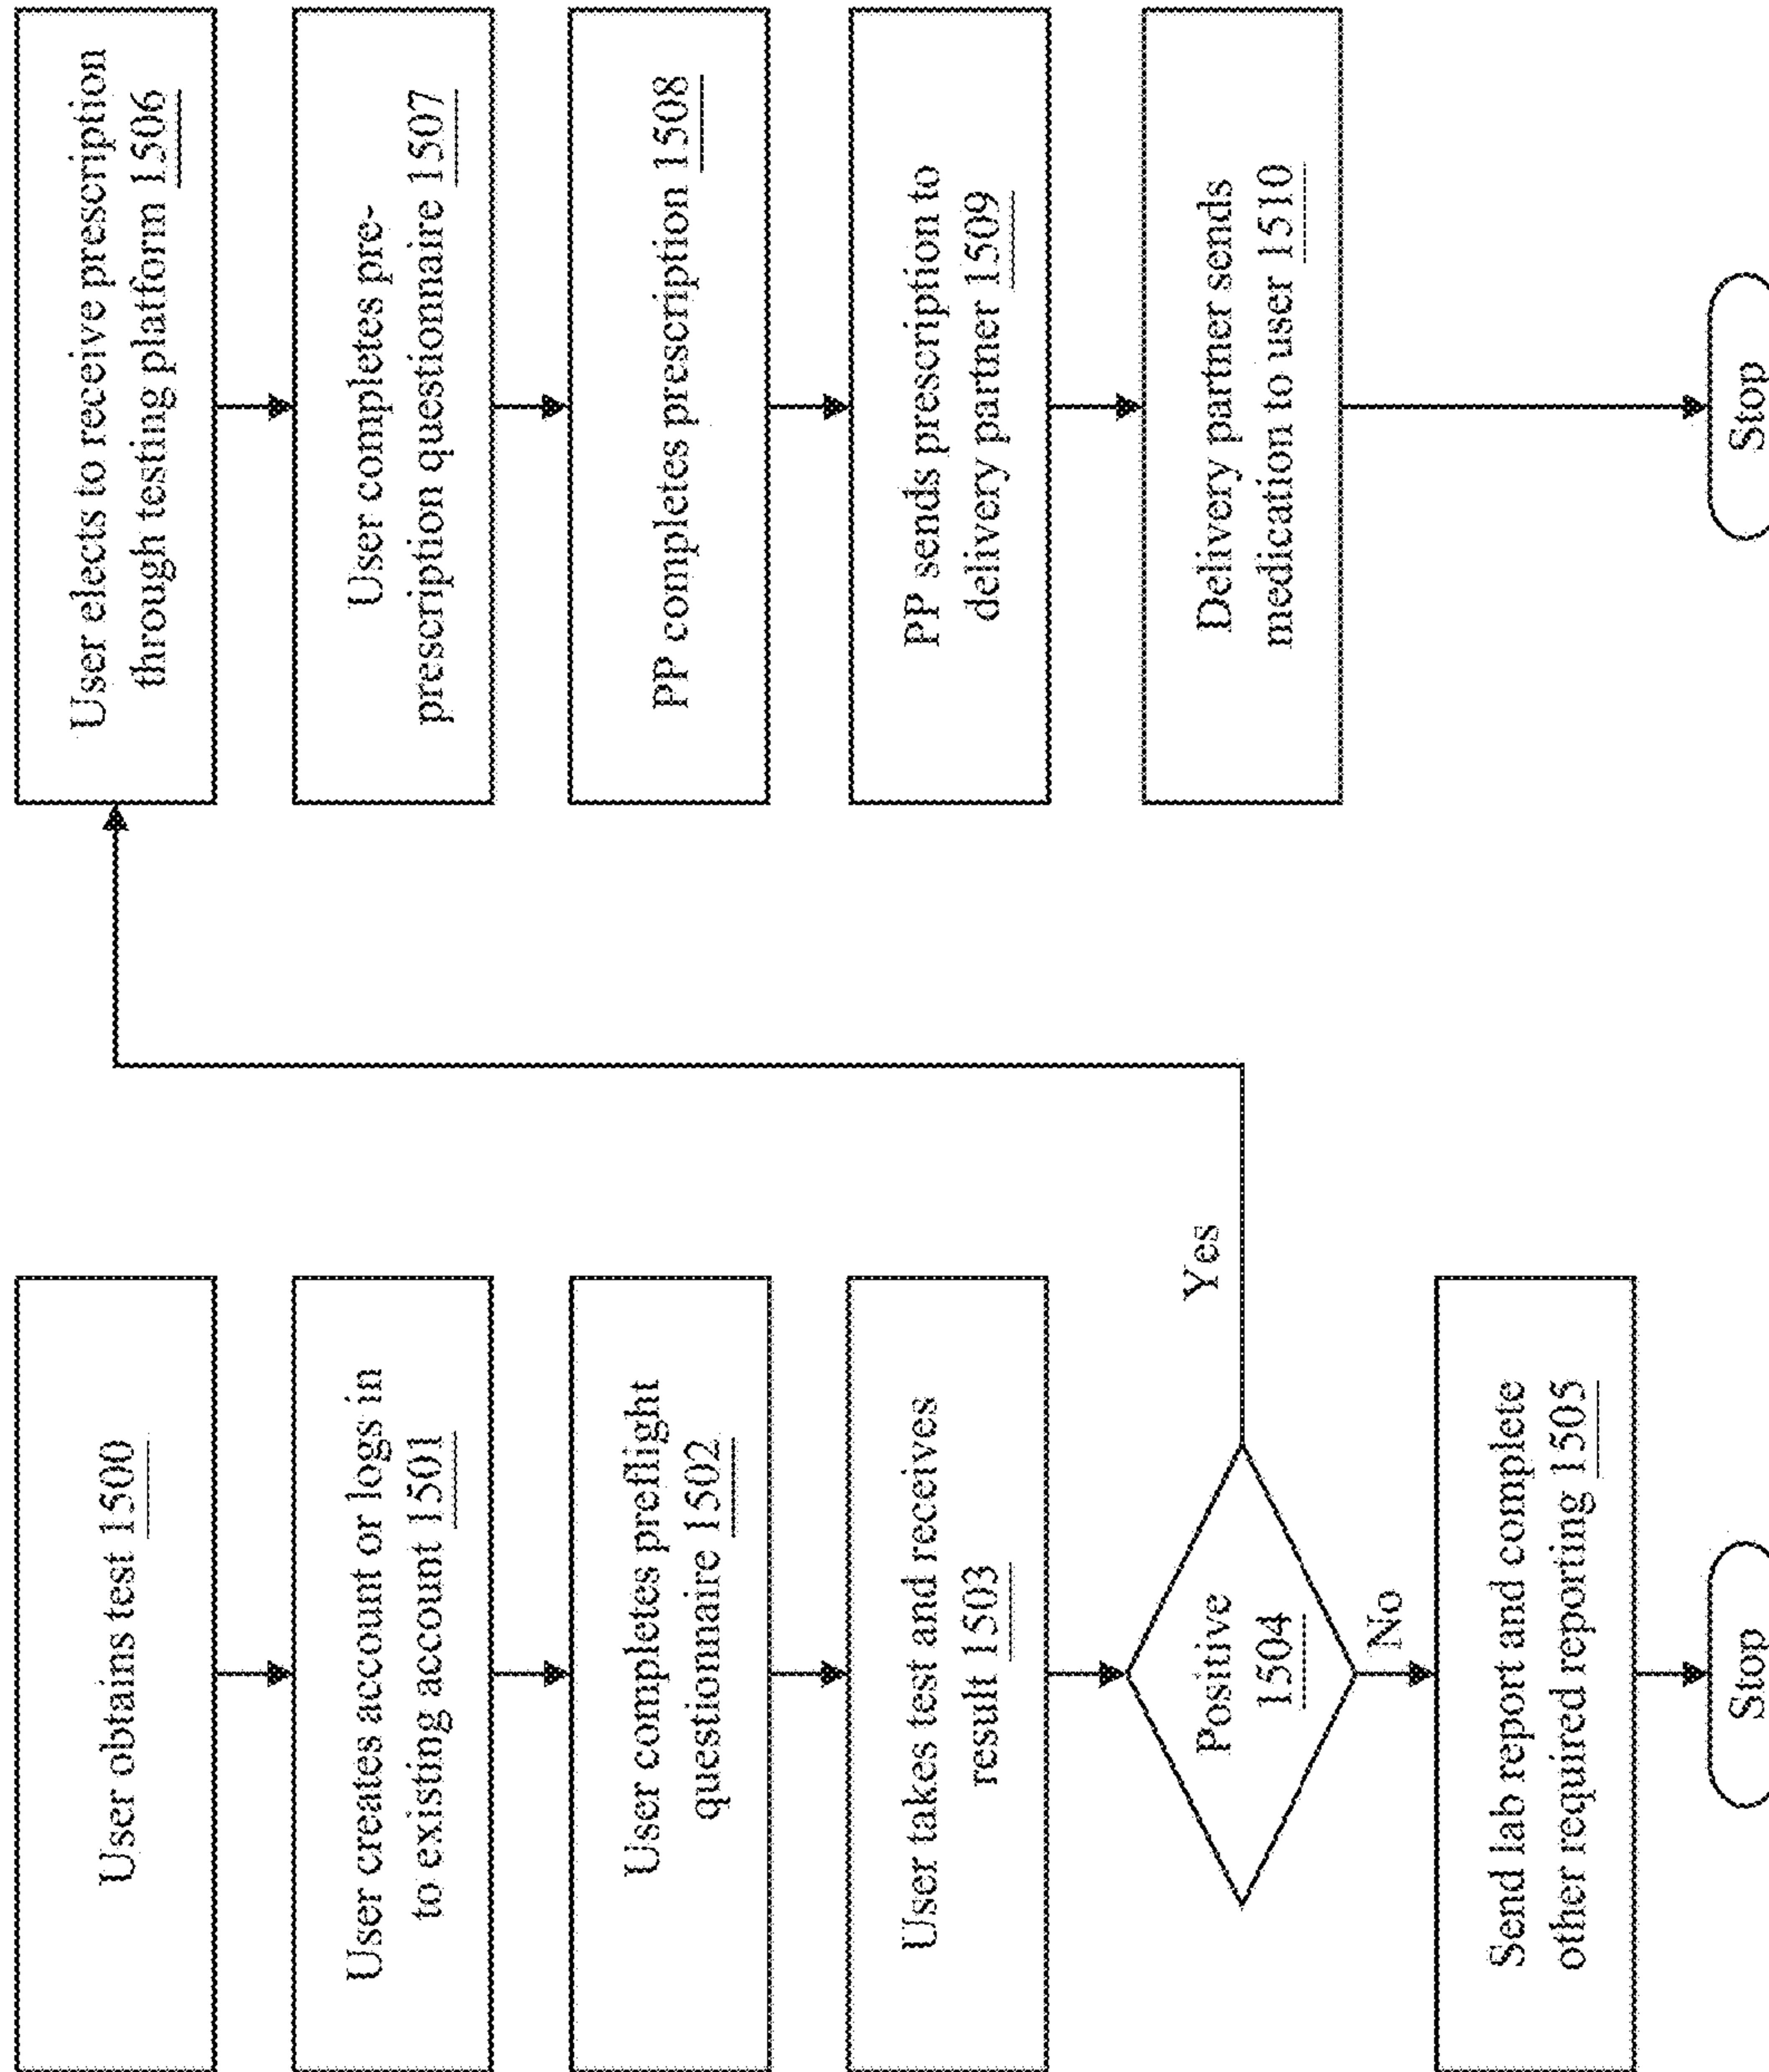 User obtains test 1500
User creates account or logs in
to existing account 1501
User completes preflight
questionnaire 1502
User takes test and receives
result 1503
Positive
1504
Yes
No
Send lab report and complete
other required reporting 1505
Stop
User elects to receive prescription
through testing platform 1506
User completes pre-
prescription questionnaire 1507
PP completes prescription 1508
PP sends prescription to
delivery partner 1509
Delivery partner sends
medication to user 1510
Stop